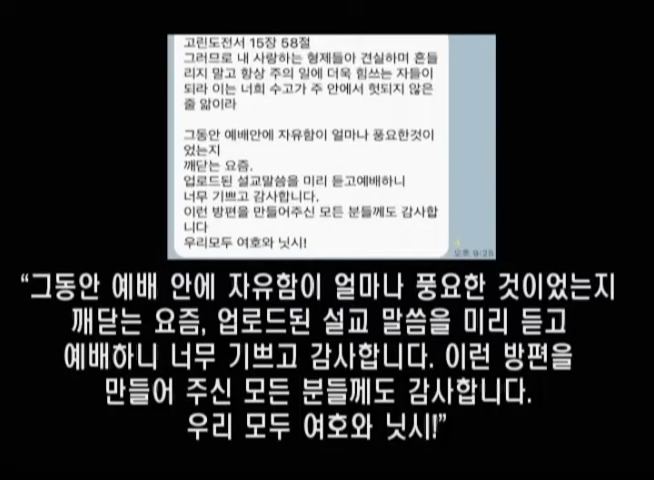 고린도전서 15장 58절
그러므로 내 사랑하는 형제들아 견실하며 흔들
리지 말고 항상 주의 일에 더욱 힘쓰는 자들이
되라 이는 너희 수고가 주 안에서 헛되지 않은
줄 앎이라
그동안 예배안에 자유함이 얼마나 풍요한것이
었는지
깨닫는 요즘,
업로드된 설교말씀을 미리 듣고예배하니
너무 기쁘고 감사합니다.
이런 방편을 만들어주신 모든 분들께도 감사합
니다
우리모두 여호와 닛시!
오후 9:25
“그동안 예배 안에 자유함이 얼마나 풍요한 것이었는지
깨닫는 요즘, 업로드된 설교 말씀을 미리 듣고
예배하니 너무 기쁘고 감사합니다. 이런 방편을
만들어 주신 모든 분들께도 감사합니다.
우리 모두 여호와 닛시!”